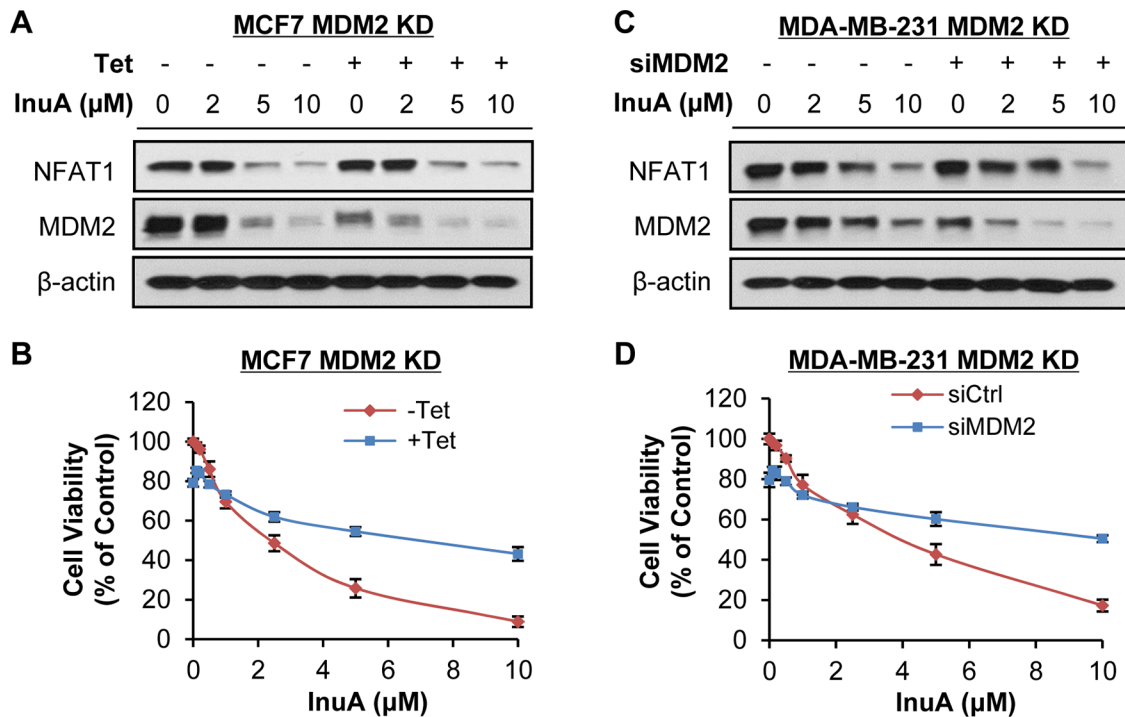 A
MCF7 MDM2 KD
Tet - - - - + + + +
InuA (µM) 0 2 5 10 0 2 5 10
NFAT1
MDM2
β-actin
C
MDA-MB-231 MDM2 KD
siMDM2 - - - - + + + +
InuA (µM) 0 2 5 10 0 2 5 10
NFAT1
MDM2
β-actin
B
MCF7 MDM2 KD
-Tet
+Tet
Cell Viability
(% of Control)
120
100
80
60
40
20
0
0 2 4 6 8 10
InuA (µM)
D
MDA-MB-231 MDM2 KD
siCtrl
siMDM2
Cell Viability
(% of Control)
120
100
80
60
40
20
0
0 2 4 6 8 10
InuA (µM)